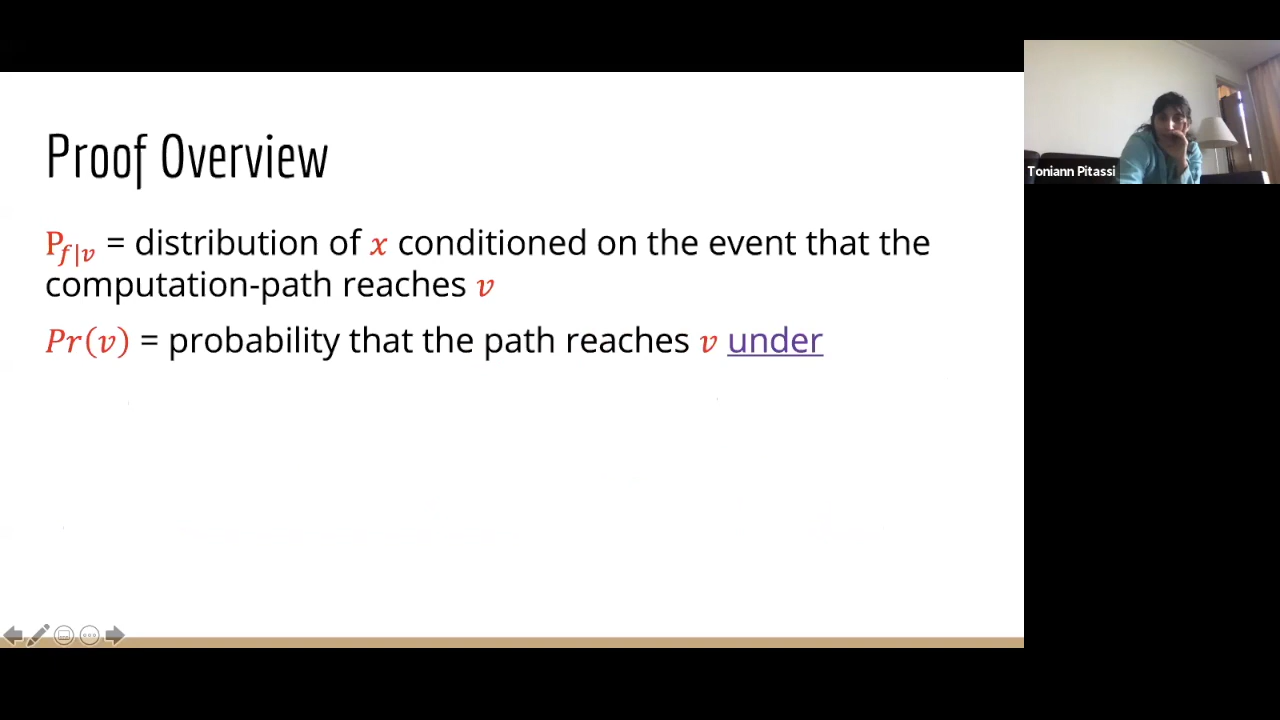 Proof Overview
P_{f|v} = distribution of x conditioned on the event that the
computation-path reaches v
Pr(v) = probability that the path reaches v under
Toniann Pitassi